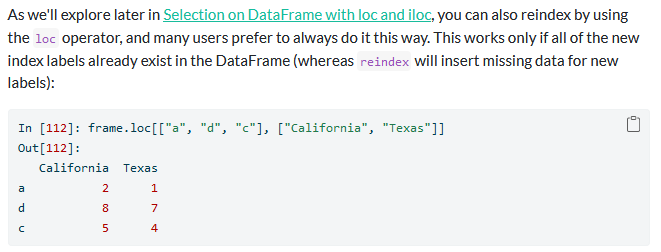 As we'll explore later in Selection on DataFrame with loc and iloc, you can also reindex by using
the loc operator, and many users prefer to always do it this way. This works only if all of the new
index labels already exist in the DataFrame (whereas reindex will insert missing data for new
labels):
In [112]: frame.loc[["a", "d", "c"], ["California", "Texas"]]
Out[112]:
   California  Texas
a           2      1
d           8      7
c           5      4